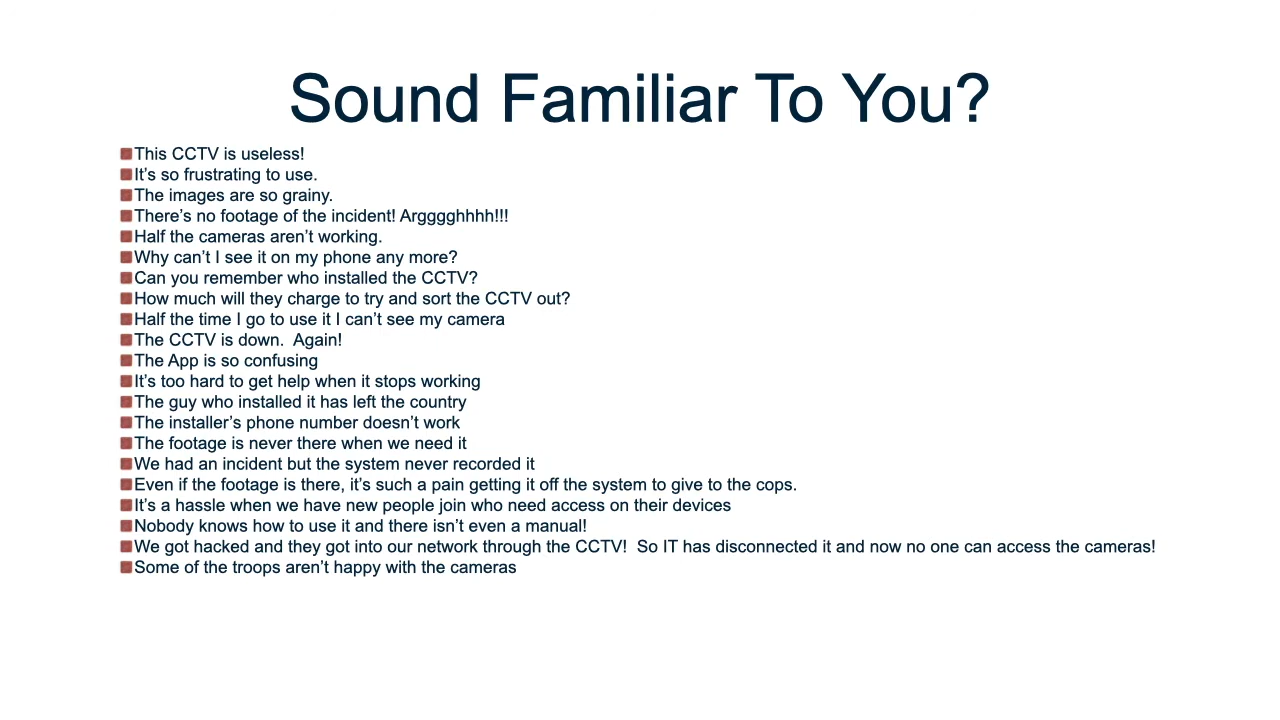 Sound Familiar To You?
This CCTV is useless!
It’s so frustrating to use.
The images are so grainy.
There’s no footage of the incident! Argggghhhh!!!
Half the cameras aren’t working.
Why can’t I see it on my phone any more?
Can you remember who installed the CCTV?
How much will they charge to try and sort the CCTV out?
Half the time I go to use it I can’t see my camera
The CCTV is down.  Again!
The App is so confusing
It’s too hard to get help when it stops working
The guy who installed it has left the country
The installer’s phone number doesn’t work
The footage is never there when we need it
We had an incident but the system never recorded it
Even if the footage is there, it’s such a pain getting it off the system to give to the cops.
It’s a hassle when we have new people join who need access on their devices
Nobody knows how to use it and there isn’t even a manual!
We got hacked and they got into our network through the CCTV!  So IT has disconnected it and now no one can access the cameras!
Some of the troops aren’t happy with the cameras